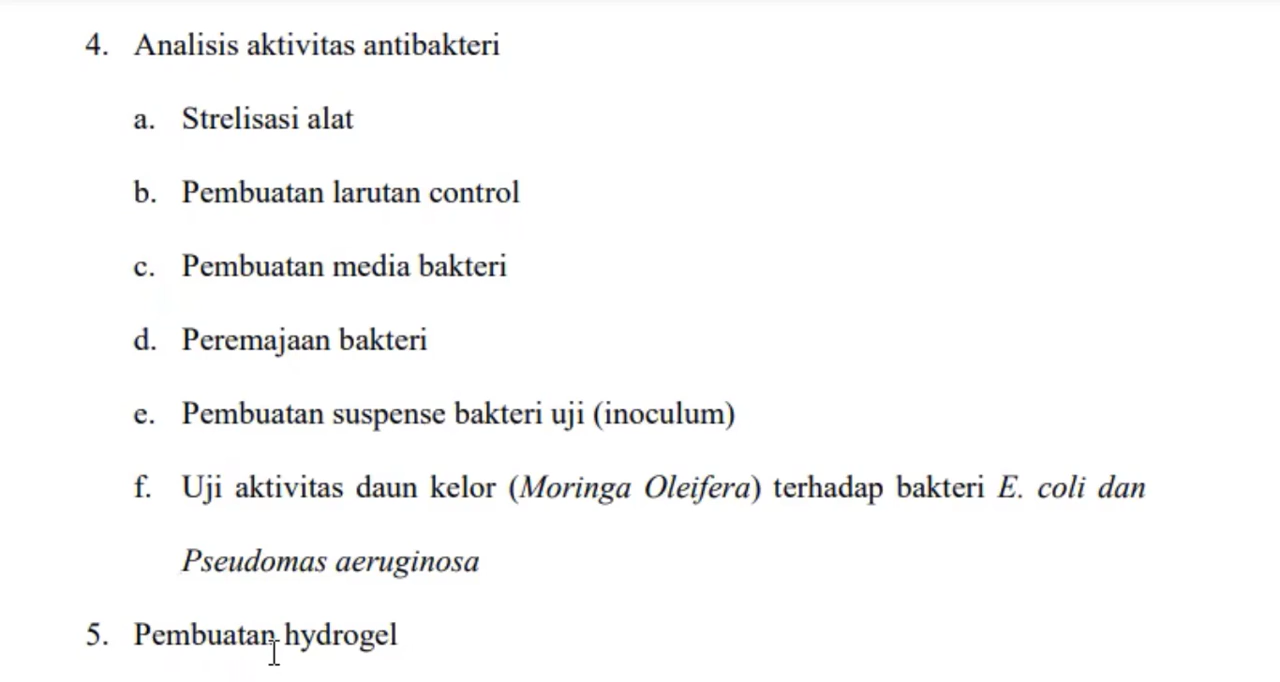 4. Analisis aktivitas antibakteri
a. Strelisasi alat
b. Pembuatan larutan control
c. Pembuatan media bakteri
d. Peremajaan bakteri
e. Pembuatan suspense bakteri uji (inoculum)
f. Uji aktivitas daun kelor (Moringa Oleifera) terhadap bakteri E. coli dan
Pseudomas aeruginosa
5. Pembuatan hydrogel